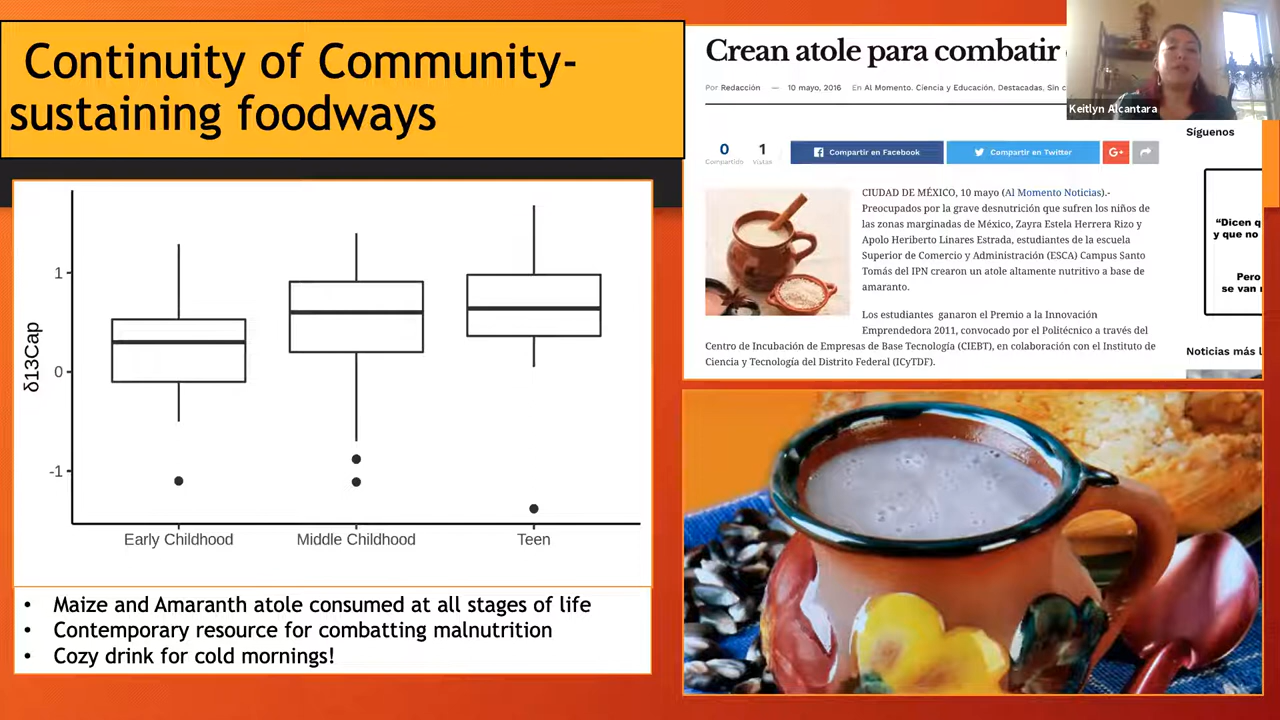 Continuity of Community-
sustaining foodways
δ13Cap
1
0
-1
Early Childhood
Middle Childhood
Teen
• Maize and Amaranth atole consumed at all stages of life
• Contemporary resource for combatting malnutrition
• Cozy drink for cold mornings!
Crean atole para combatir
Por Redacción — 10 mayo, 2016 En Al Momento, Ciencia y Educación, Destacadas, Sin
0 1
Compartido Vistas
Compartir en Facebook
Compartir en Twitter
G+
CIUDAD DE MÉXICO, 10 mayo (Al Momento Noticias).-
Preocupados por la grave desnutrición que sufren los niños de
las zonas marginadas de México, Zayra Estela Herrera Rizo y
Apolo Heriberto Linares Estrada, estudiantes de la escuela
Superior de Comercio y Administración (ESCA) Campus Santo
Tomás del IPN crearon un atole altamente nutritivo a base de
amaranto.
Los estudiantes ganaron el Premio a la Innovación
Emprendedora 2011, convocado por el Politécnico a través del
Centro de Incubación de Empresas de Base Tecnología (CIEBT), en colaboración con el Instituto de
Ciencia y Tecnología del Distrito Federal (ICyTDF).
Keitlyn Alcantara
Síguenos
“Dicen q
y que no
Pero
se van
Noticias más l